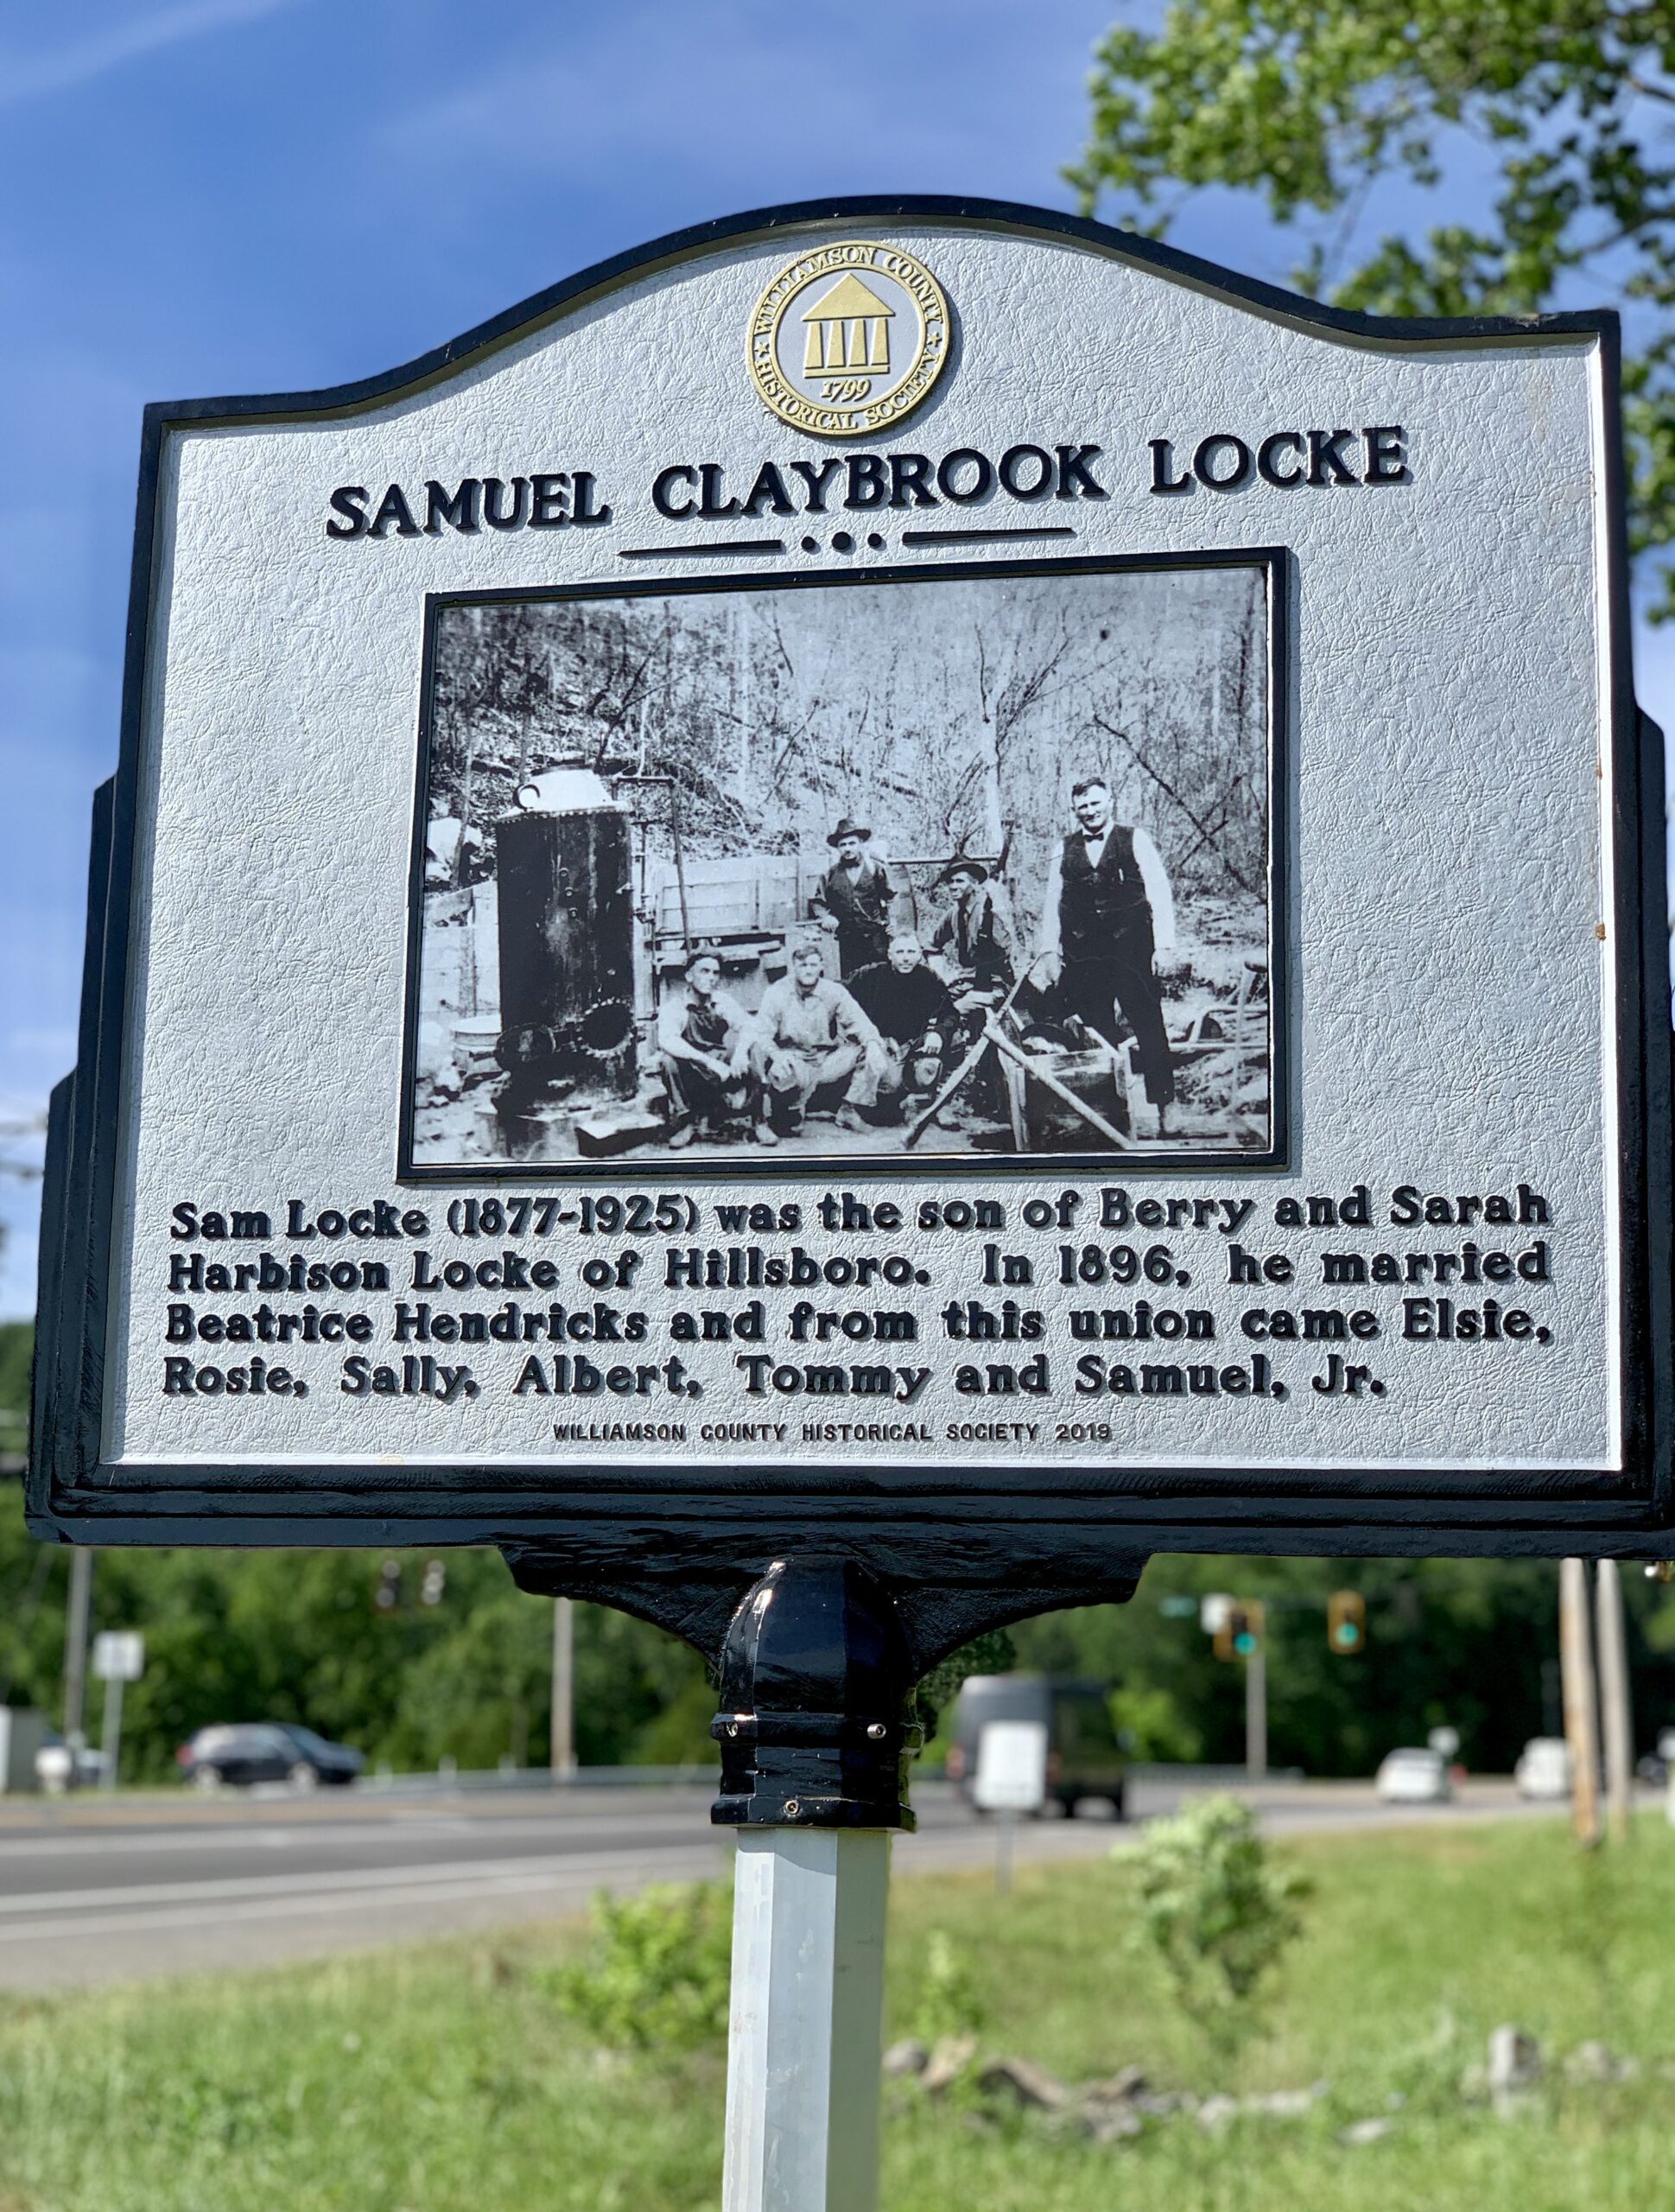 WILLIAMSON COUNTY
HISTORICAL SOCIETY
1799
SAMUEL CLAYBROOK LOCKE
Sam Locke (1877-1925) was the son of Berry and Sarah
Harbison Locke of Hillsboro. In 1896, he married
Beatrice Hendricks and from this union came Elsie,
Rosie, Sally, Albert, Tommy and Samuel, Jr.
WILLIAMSON COUNTY HISTORICAL SOCIETY 2019